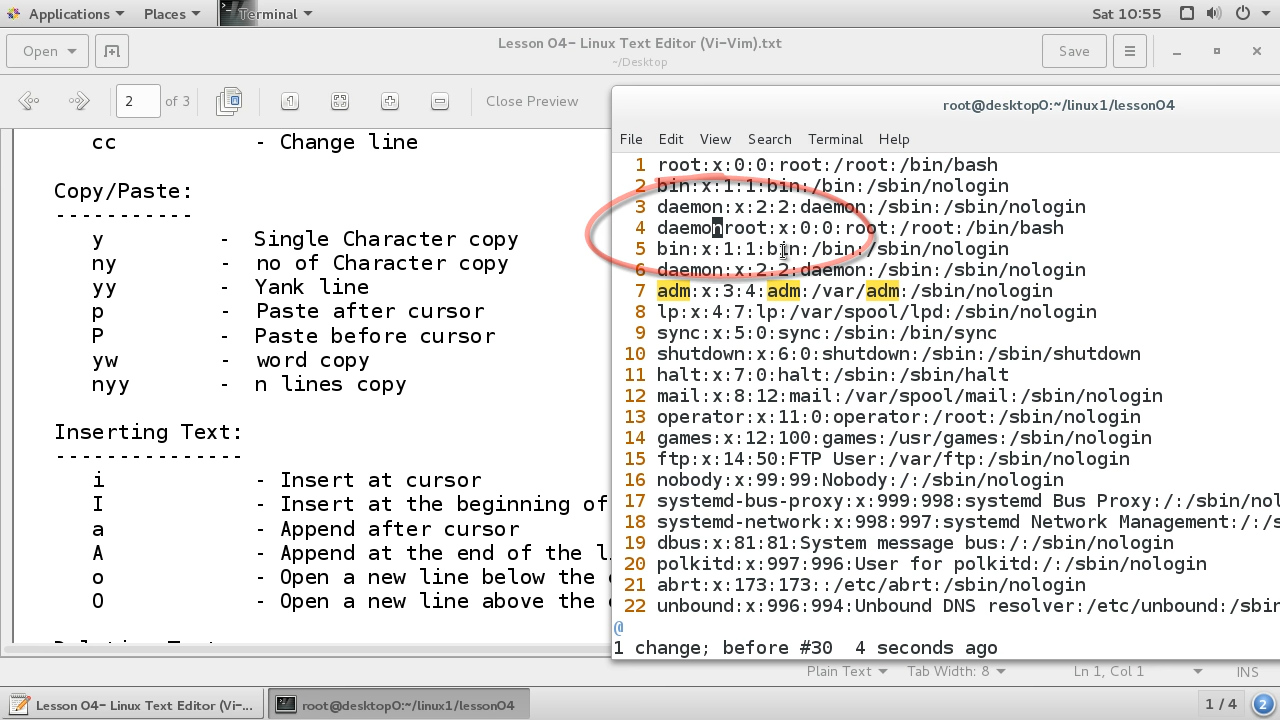 Applications Places Terminal Sat 10:55
Open Lesson 04- Linux Text Editor (Vi-Vim).txt Save
~/Desktop
2 of 3 Close Preview
cc - Change line
Copy/Paste:
-----------
y - Single Character copy
ny - no of Character copy
yy - Yank line
p - Paste after cursor
P - Paste before cursor
yw - word copy
nyy - n lines copy
Inserting Text:
---------------
i - Insert at cursor
I - Insert at the beginning of
a - Append after cursor
A - Append at the end of the
o - Open a new line below the
O - Open a new line above the
root@desktop0:~/linux1/lesson04
File Edit View Search Terminal Help
1 root:x:0:0:root:/root:/bin/bash
2 bin:x:1:1:bin:/bin:/sbin/nologin
3 daemon:x:2:2:daemon:/sbin:/sbin/nologin
4 daemonroot:x:0:0:root:/root:/bin/bash
5 bin:x:1:1:bin:/bin:/sbin/nologin
6 daemon:x:2:2:daemon:/sbin:/sbin/nologin
7 adm:x:3:4:adm:/var/adm:/sbin/nologin
8 lp:x:4:7:lp:/var/spool/lpd:/sbin/nologin
9 sync:x:5:0:sync:/sbin:/bin/sync
10 shutdown:x:6:0:shutdown:/sbin:/sbin/shutdown
11 halt:x:7:0:halt:/sbin:/sbin/halt
12 mail:x:8:12:mail:/var/spool/mail:/sbin/nologin
13 operator:x:11:0:operator:/root:/sbin/nologin
14 games:x:12:100:games:/usr/games:/sbin/nologin
15 ftp:x:14:50:FTP User:/var/ftp:/sbin/nologin
16 nobody:x:99:99:Nobody:/:/sbin/nologin
17 systemd-bus-proxy:x:999:998:systemd Bus Proxy:/:/sbin/nol
18 systemd-network:x:998:997:systemd Network Management:/:/s
19 dbus:x:81:81:System message bus:/:/sbin/nologin
20 polkitd:x:997:996:User for polkitd:/:/sbin/nologin
21 abrt:x:173:173::/etc/abrt:/sbin/nologin
22 unbound:x:996:994:Unbound DNS resolver:/etc/unbound:/sbin
@
1 change; before #30 4 seconds ago
Plain Text Tab Width: 8 Ln 1, Col 1 INS
Lesson 04- Linux Text Editor (Vi-... root@desktop0:~/linux1/lesson04 1 / 4 2